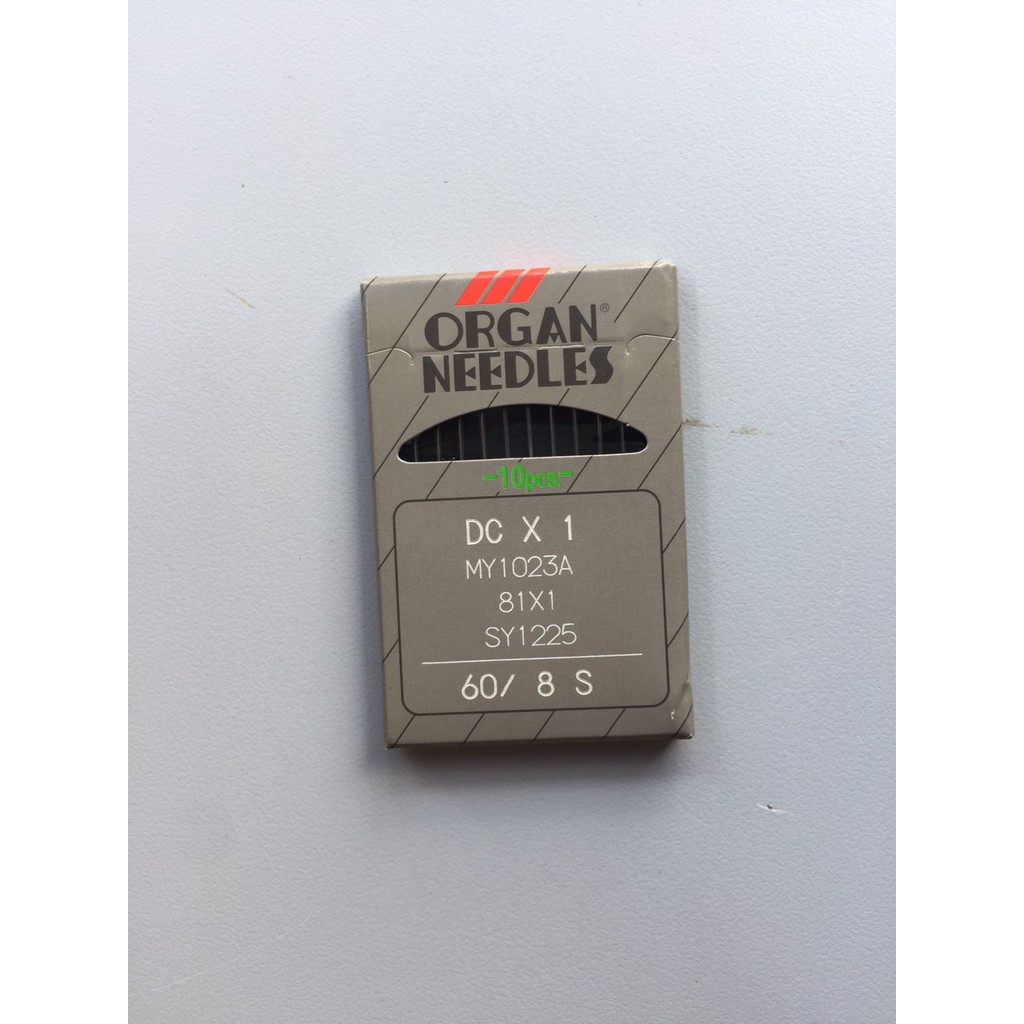 ORGAN®
NEEDLES
-10pcs-
DC X 1
MY1023A
81X1
SY1225
60/ 8 S